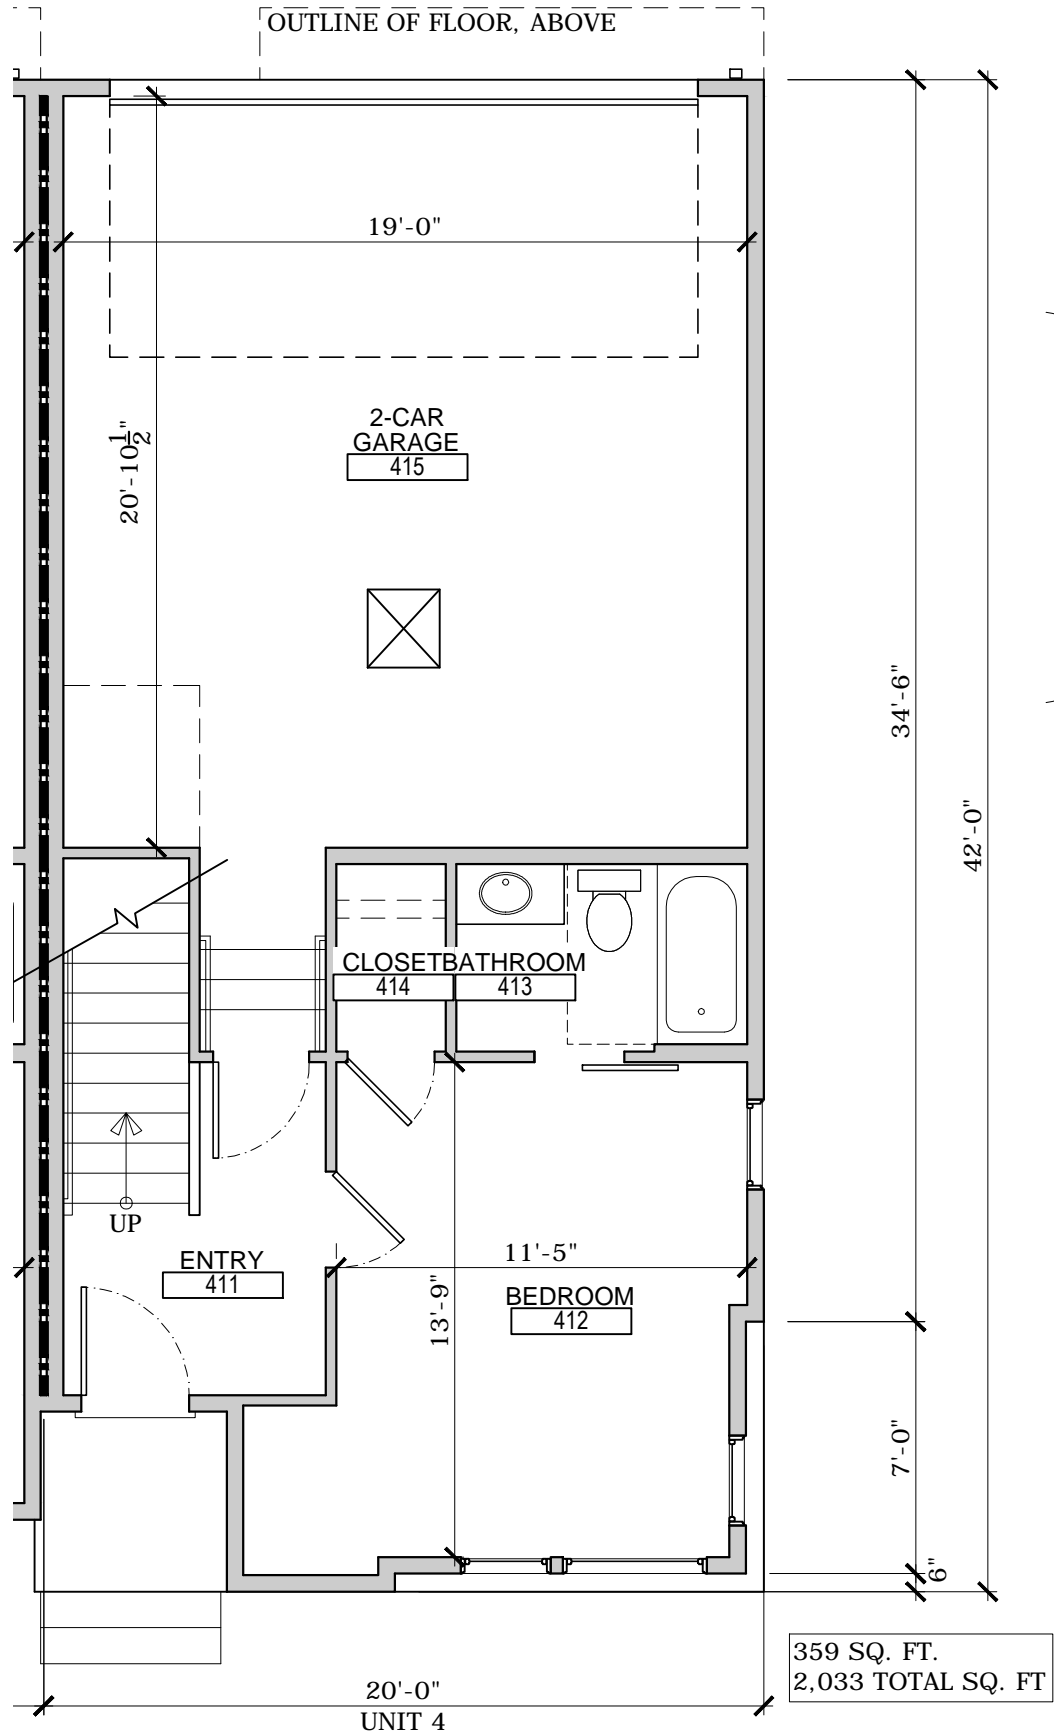 OUTLINE OF FLOOR, ABOVE
19'-0"
20'-10 1/2"
2-CAR
GARAGE
415
34'-6"
42'-0"
CLOSET
414
BATHROOM
413
UP
ENTRY
411
11'-5"
13'-9"
BEDROOM
412
7'-0"
6"
359 SQ. FT.
2,033 TOTAL SQ. FT
20'-0"
UNIT 4